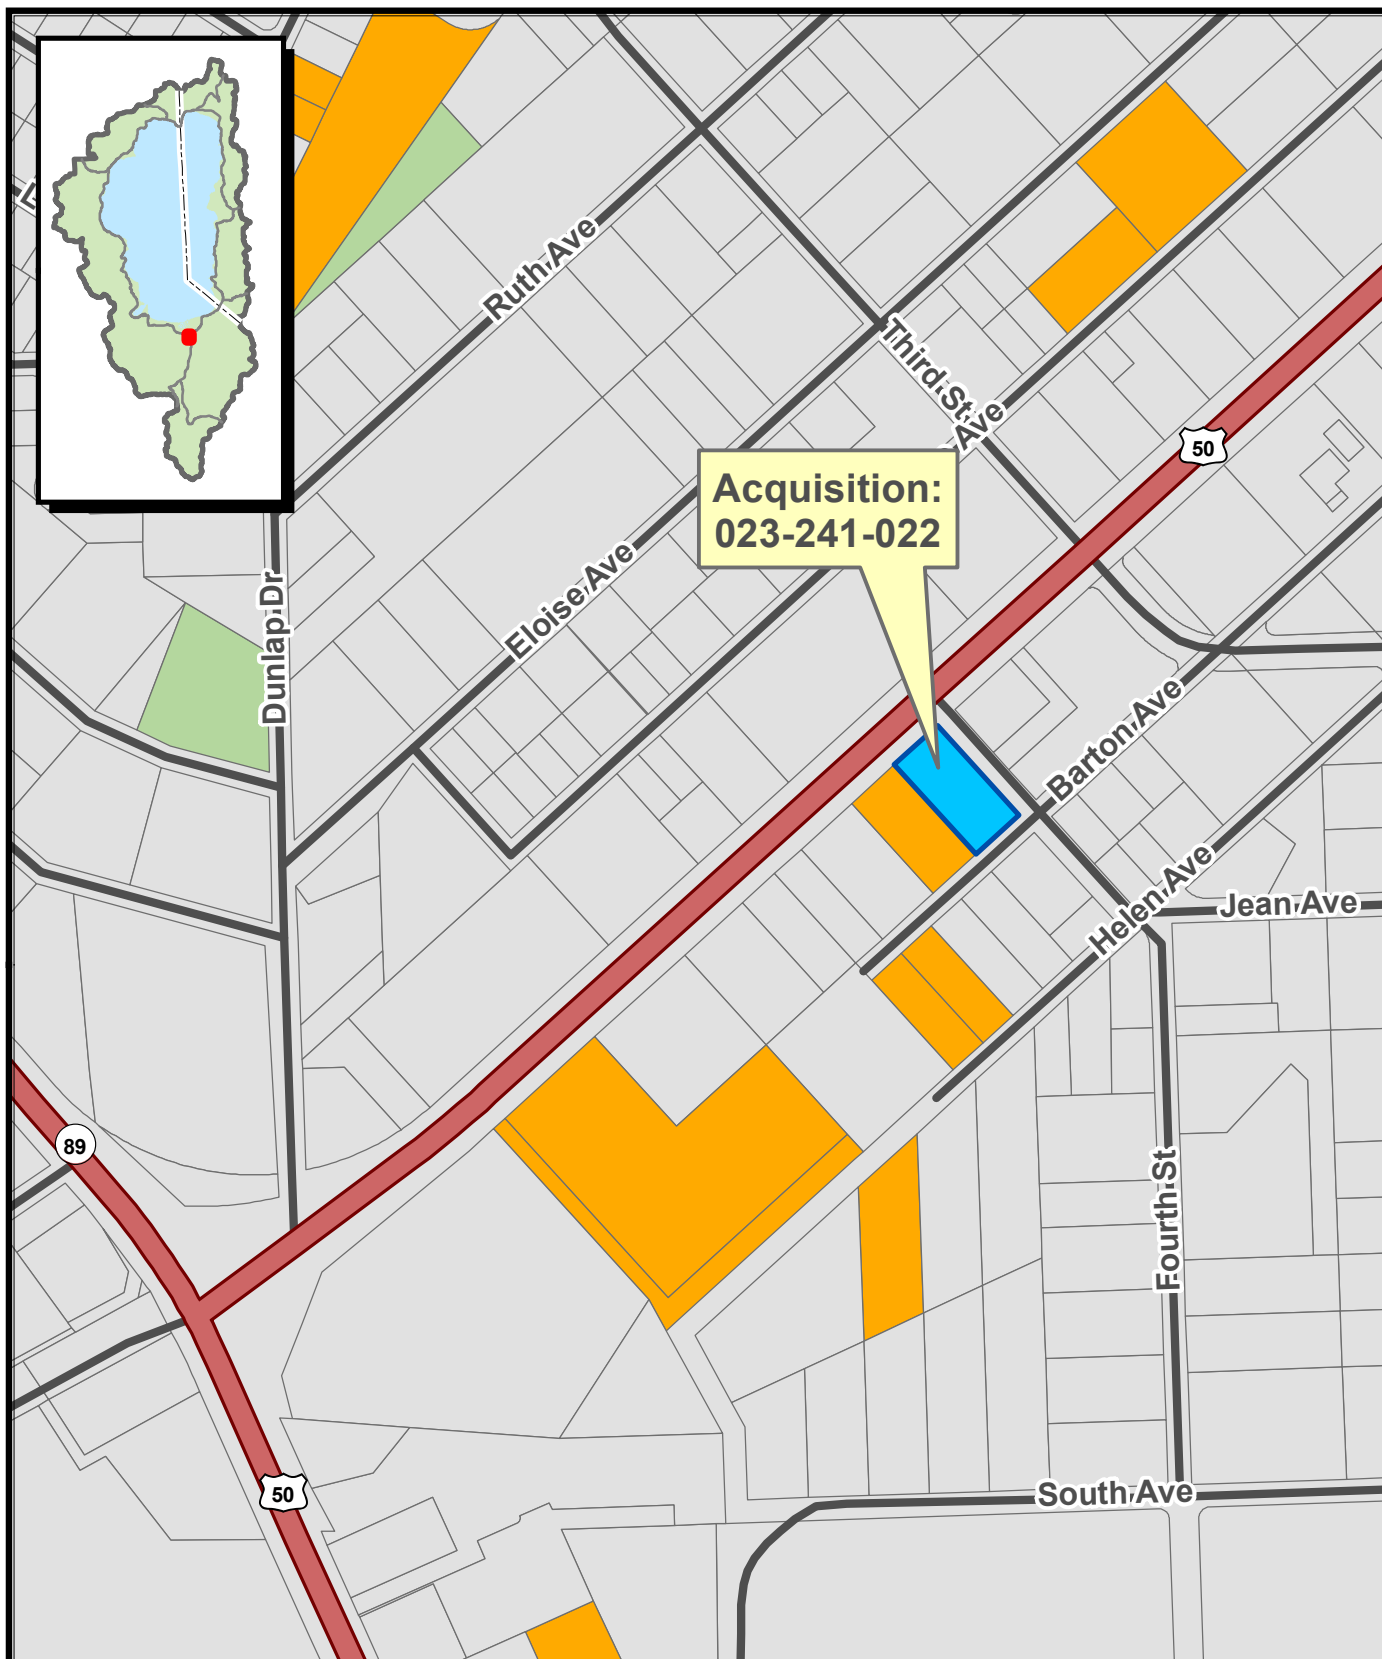 Ruth Ave
Third St
Ave
50
Acquisition:
023-241-022
Eloise Ave
Dunlap Dr
Barton Ave
Helen Ave
Jean Ave
89
Fourth St
50
South Ave